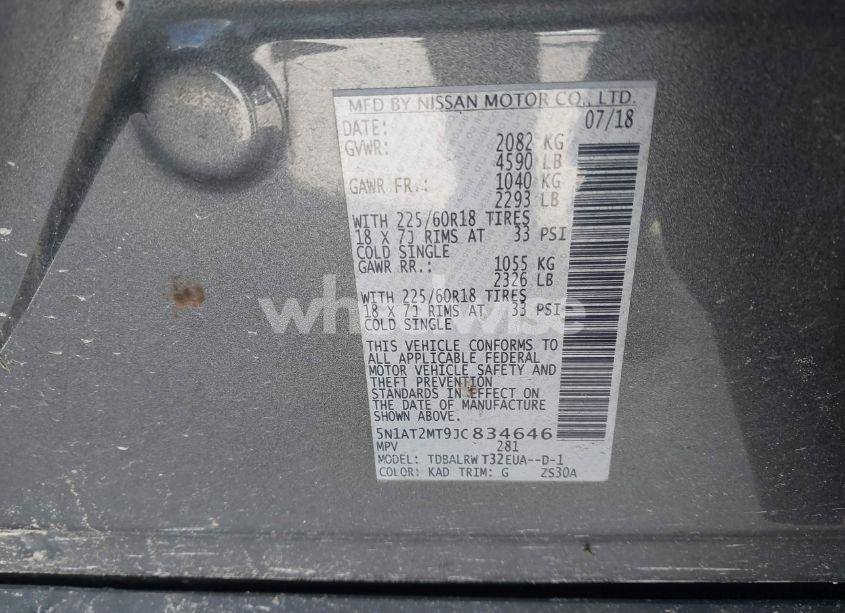 MFD BY NISSAN MOTOR CO., LTD.
DATE: 07/18
GVWR: 2082 KG
4590 LB
GAWR FR.: 1040 KG
2293 LB
WITH 225/60R18 TIRES
18 X 7J RIMS AT 33 PSI
COLD SINGLE
GAWR RR.: 1055 KG
2326 LB
WITH 225/60R18 TIRES
18 X 7J RIMS AT 33 PSI
COLD SINGLE
wheelwise
THIS VEHICLE CONFORMS TO
ALL APPLICABLE FEDERAL
MOTOR VEHICLE SAFETY AND
THEFT PREVENTION
STANDARDS IN EFFECT ON
THE DATE OF MANUFACTURE
SHOWN ABOVE.
5N1AT2MT9JC834646
MPV 281
MODEL: TDBALRW T32EUA--D-1
COLOR: KAD TRIM: G ZS30A